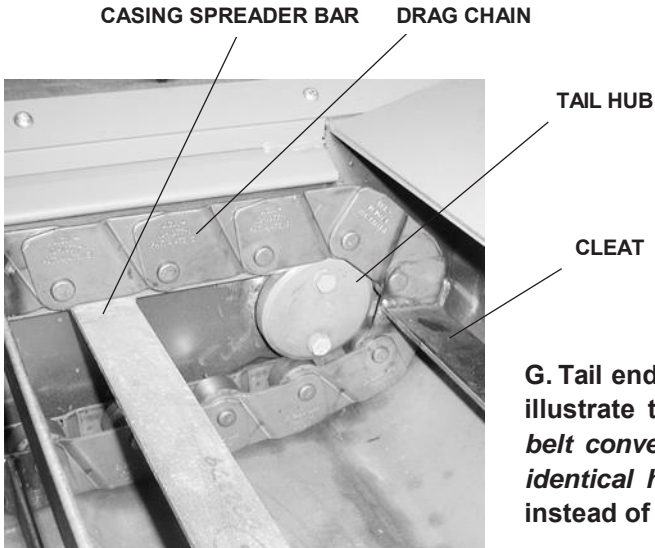 CASING SPREADER BAR DRAG CHAIN
TAIL HUB
CLEAT
G. Tail end
illustrate t
belt conve
identical h
instead of